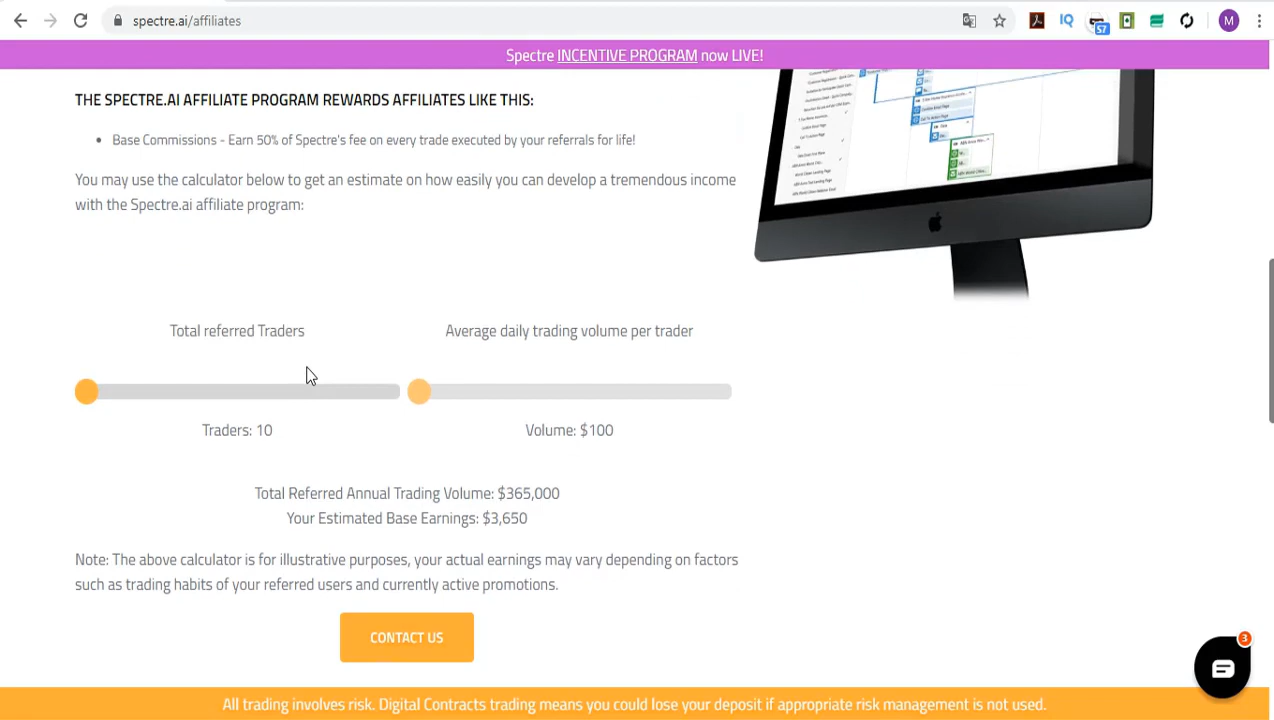 spectre.ai/affiliates
57
M
Spectre INCENTIVE PROGRAM now LIVE!
THE SPECTRE.AI AFFILIATE PROGRAM REWARDS AFFILIATES LIKE THIS:
• Base Commissions - Earn 50% of Spectre's fee on every trade executed by your referrals for life!
You may use the calculator below to get an estimate on how easily you can develop a tremendous income
with the Spectre.ai affiliate program:
Total referred Traders
Average daily trading volume per trader
Traders: 10
Volume: $100
Total Referred Annual Trading Volume: $365,000
Your Estimated Base Earnings: $3,650
Note: The above calculator is for illustrative purposes, your actual earnings may vary depending on factors
such as trading habits of your referred users and currently active promotions.
CONTACT US
3
All trading involves risk. Digital Contracts trading means you could lose your deposit if appropriate risk management is not used.